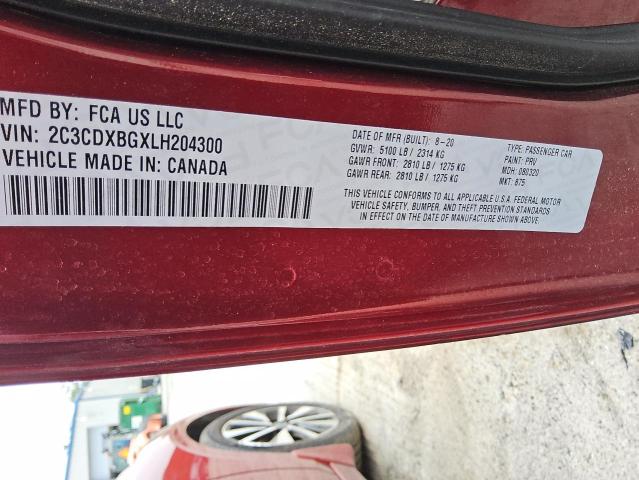 MFD BY: FCA US LLC
VIN: 2C3CDXBGXLH204300
VEHICLE MADE IN: CANADA
DATE OF MFR (BUILT): 8-20
GVWR: 5100 LB / 2314 KG
GAWR FRONT: 2810 LB / 1275 KG
GAWR REAR: 2810 LB / 1275 KG
TYPE: PASSENGER CAR
PAINT: PRV
MDH: 080320
MKT: 875
THIS VEHICLE CONFORMS TO ALL APPLICABLE U.S.A. FEDERAL MOTOR
VEHICLE SAFETY, BUMPER, AND THEFT PREVENTION STANDARDS
IN EFFECT ON THE DATE OF MANUFACTURE SHOWN ABOVE.